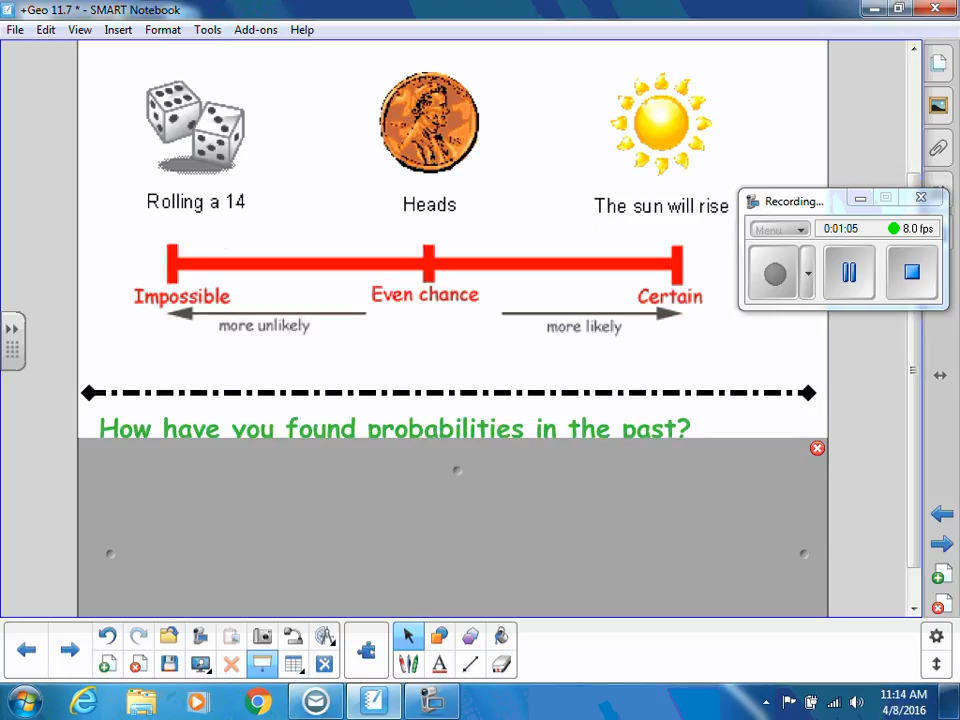 +Geo 11.7 * - SMART Notebook
File Edit View Insert Format Tools Add-ons Help
Rolling a 14
Heads
The sun will rise
Recording...
Menu
0:01:05
8.0 fps
Impossible
Even chance
Certain
more unlikely
more likely
How have you found probabilities in the past?
A
11:14 AM
4/8/2016